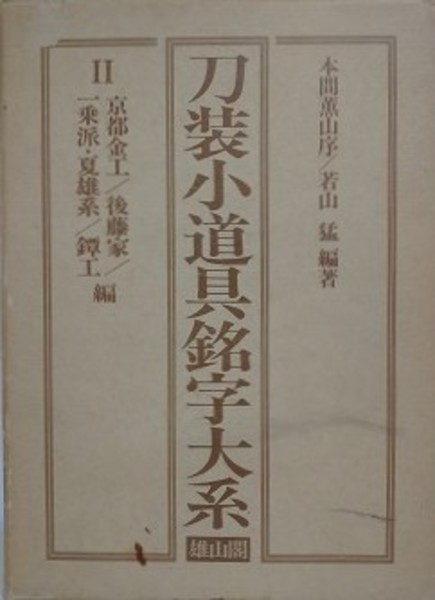 本間薫山序/若山 猛 編著
刀装小道具銘字大系
雄山閣
II
京都金工/後藤家/
一乗派・夏雄系/鐔工
編